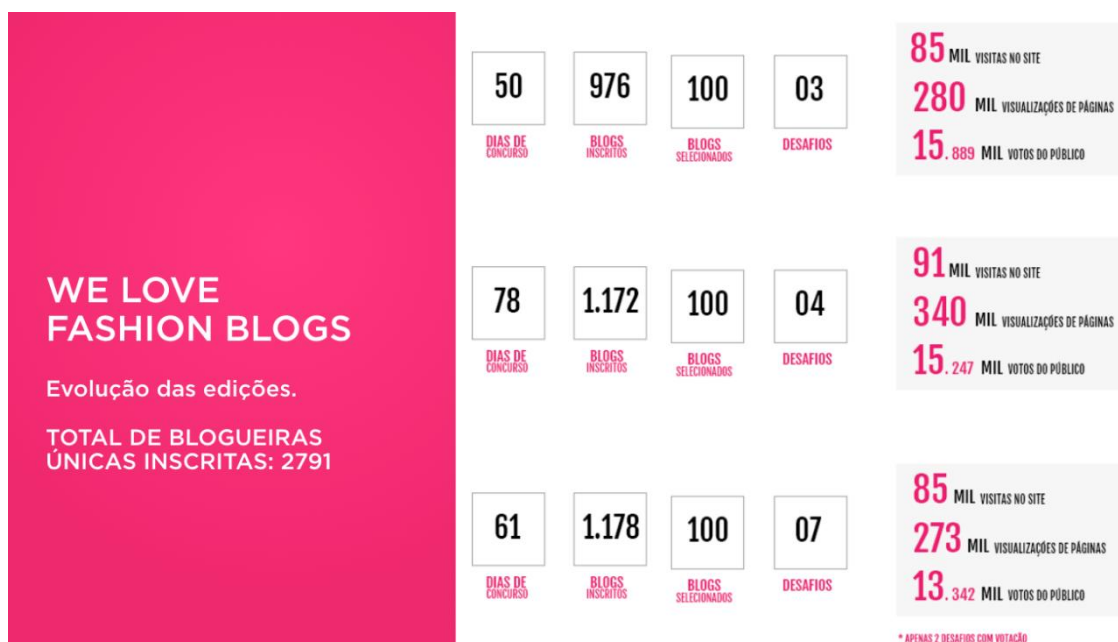 WE LOVE
FASHION BLOGS
Evolução das edições.
TOTAL DE BLOGUEIRAS
ÚNICAS INSCRITAS: 2791
50
DIAS DE
CONCURSO
976
BLOGS
INSCRITOS
100
BLOGS
SELECIONADOS
03
DESAFIOS
85 MIL VISITAS NO SITE
280 MIL VISUALIZAÇÕES DE PÁGINAS
15.889 MIL VOTOS DO PÚBLICO
78
DIAS DE
CONCURSO
1.172
BLOGS
INSCRITOS
100
BLOGS
SELECIONADOS
04
DESAFIOS
91 MIL VISITAS NO SITE
340 MIL VISUALIZAÇÕES DE PÁGINAS
15.247 MIL VOTOS DO PÚBLICO
61
DIAS DE
CONCURSO
1.178
BLOGS
INSCRITOS
100
BLOGS
SELECIONADOS
07
DESAFIOS
85 MIL VISITAS NO SITE
273 MIL VISUALIZAÇÕES DE PÁGINAS
13.342 MIL VOTOS DO PÚBLICO
* APENAS 2 DESAFIOS COM VOTAÇÃO